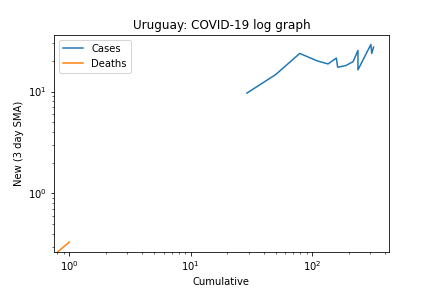 Uruguay: COVID-19 log graph
Cases
Deaths
New (3 day SMA)
10¹
10⁰
10⁰ 10¹ 10²
Cumulative